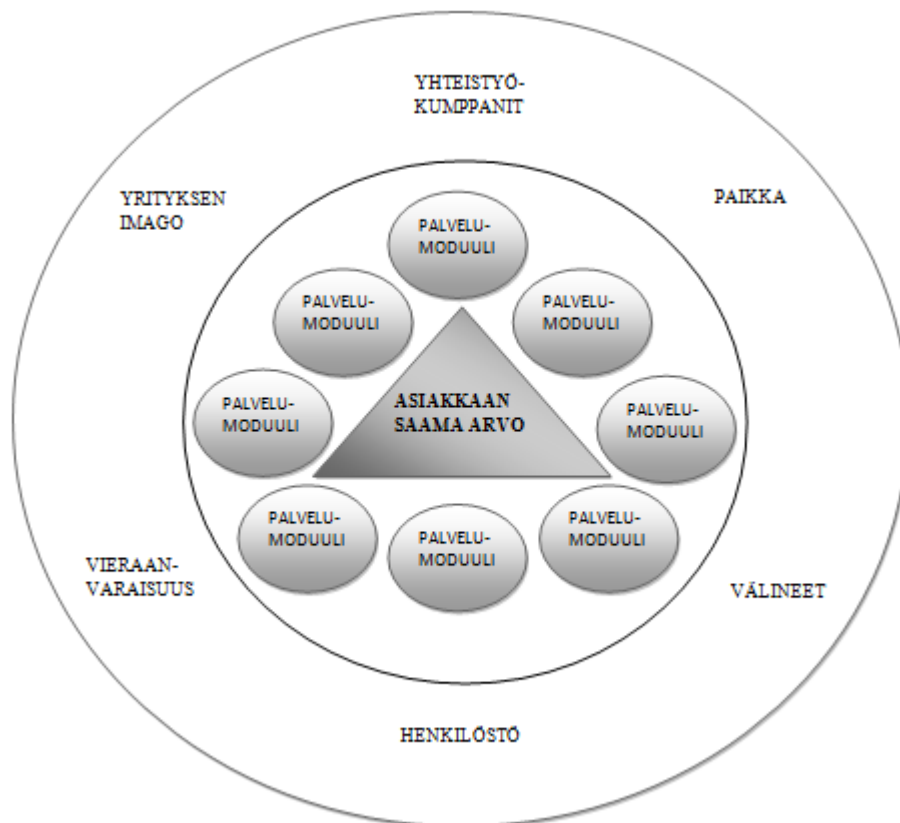 YHTEISTYÖ-
KUMPPANIT
YRITYKSEN
IMAGO
PAIKKA
PALVELU-
MODUULI
PALVELU-
MODUULI
PALVELU-
MODUULI
PALVELU-
MODUULI
ASIAKKAAN
SAAMA ARVO
PALVELU-
MODUULI
PALVELU-
MODUULI
PALVELU-
MODUULI
PALVELU-
MODUULI
VIERAAN-
VARAISUUS
VÄLINEET
HENKILÖSTÖ